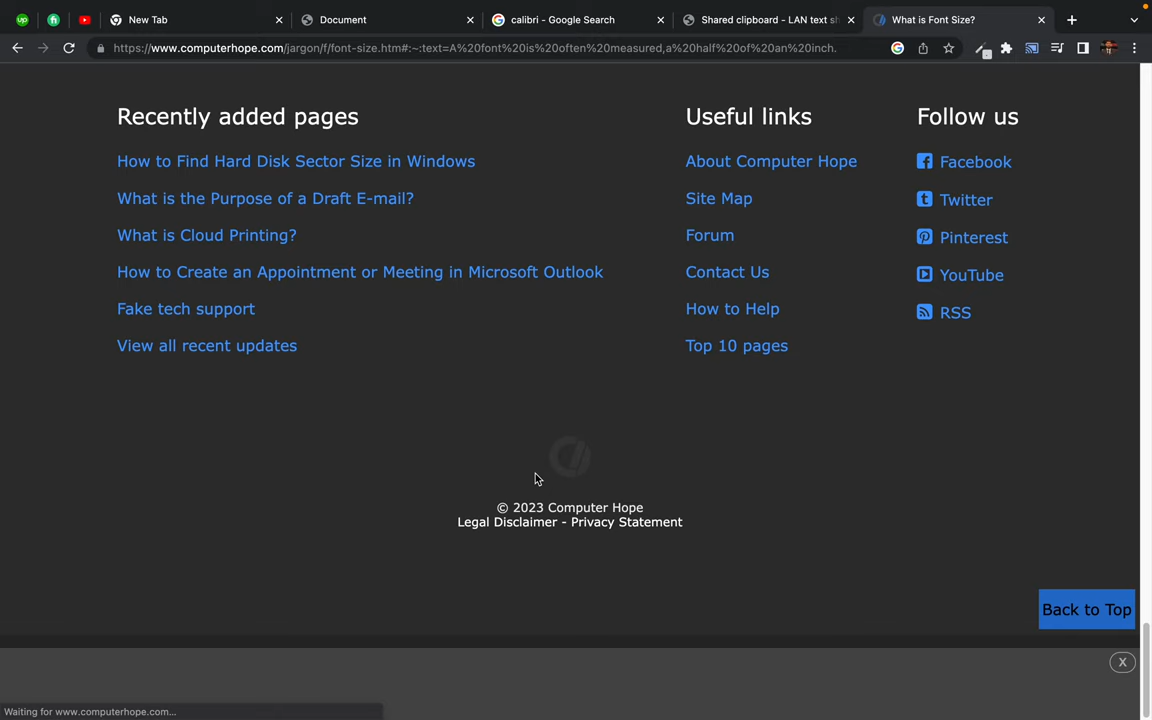 up
fi
New Tab
Document
calibri - Google Search
Shared clipboard - LAN text sh
What is Font Size?
https://www.computerhope.com/jargon/f/font-size.htm#:~:text=A%20font%20is%20often%20measured,a%20half%20of%20an%20inch.
Recently added pages
How to Find Hard Disk Sector Size in Windows
What is the Purpose of a Draft E-mail?
What is Cloud Printing?
How to Create an Appointment or Meeting in Microsoft Outlook
Fake tech support
View all recent updates
Useful links
About Computer Hope
Site Map
Forum
Contact Us
How to Help
Top 10 pages
Follow us
Facebook
Twitter
Pinterest
YouTube
RSS
© 2023 Computer Hope
Legal Disclaimer - Privacy Statement
Back to Top
X
Waiting for www.computerhope.com...